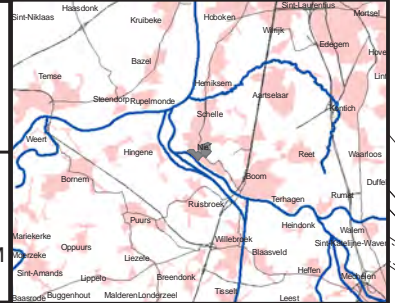 Sint-Laufentius
Haasdonk
Sint-Niklaas
Kruibeke
Hoboken
Mortsel
Wilrijk
Edegem
Hove
Bazel
Temse
Lint
Hemiksem
Aartselaar
Steendorp
Rupelmonde
Kontich
Schelle
Weert
Niel
Hingene
Reet
Waarloos
Bornem
Boom
Duffel
Rumst
Terhagen
Ruisbroek
Puurs
Heindonk
Walem
Mariekerke
Willebroek
Sint-Katelijne-Waver
Oppuurs
Moerzeke
Liezele
Blaasveld
Sint-Amands
Heffen
Lippelo
Breendonk
Mechelen
Baasrode
Buggenhout
Malderen
Londerzeel
Tisselt
Leest